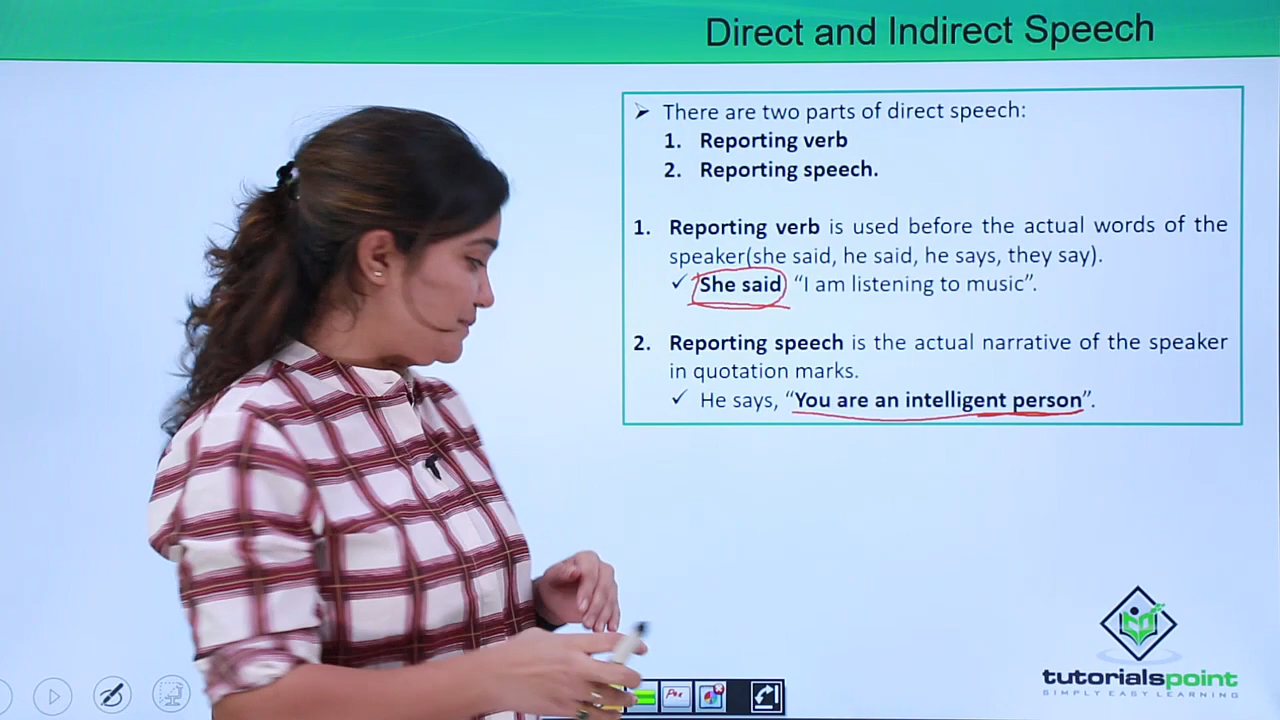 Direct and Indirect Speech
➢ There are two parts of direct speech:
1. Reporting verb
2. Reporting speech.
1. Reporting verb is used before the actual words of the
speaker(she said, he said, he says, they say).
✓ She said “I am listening to music”.
2. Reporting speech is the actual narrative of the speaker
in quotation marks.
✓ He says, “You are an intelligent person”.
tutorialspoint
SIMPLY EASY LEARNING